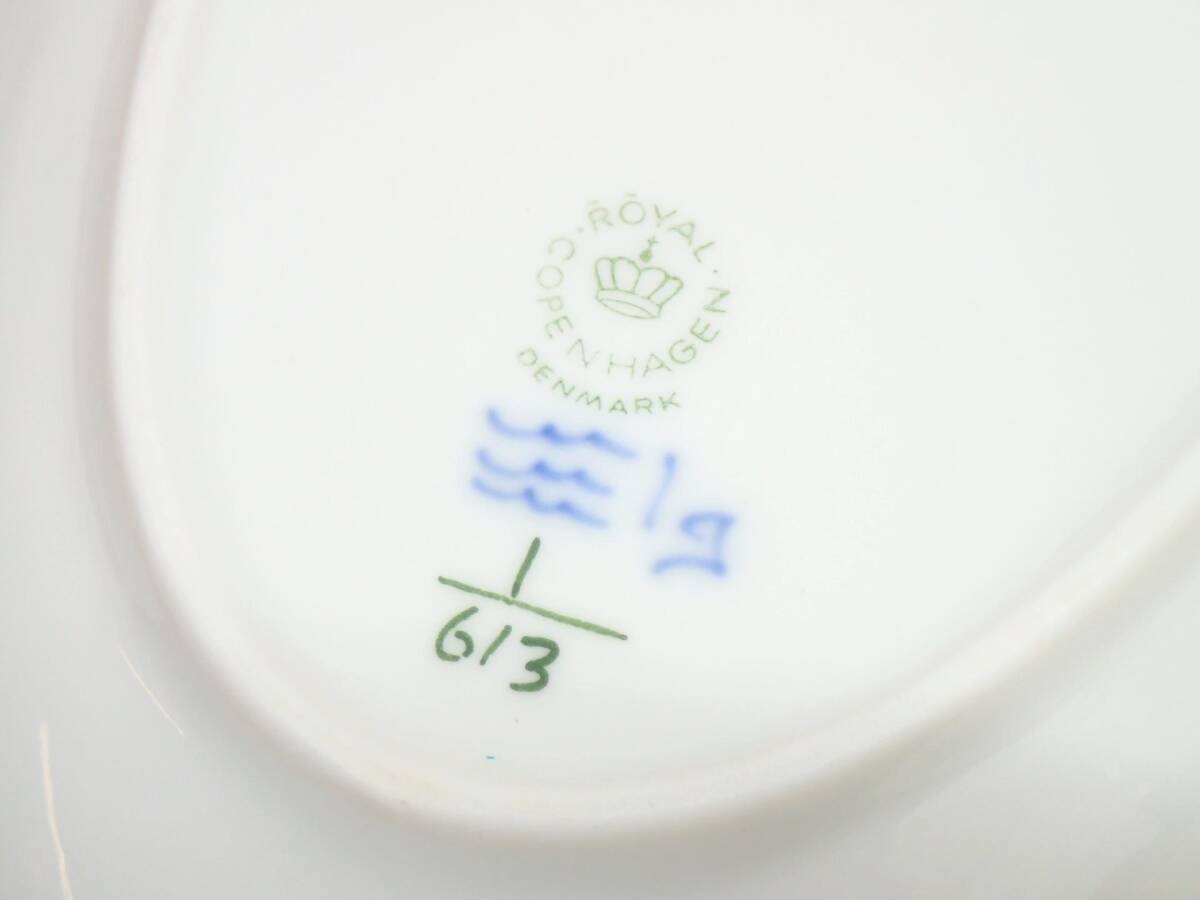 ROYAL
COPENHAGEN
DENMARK
1
613